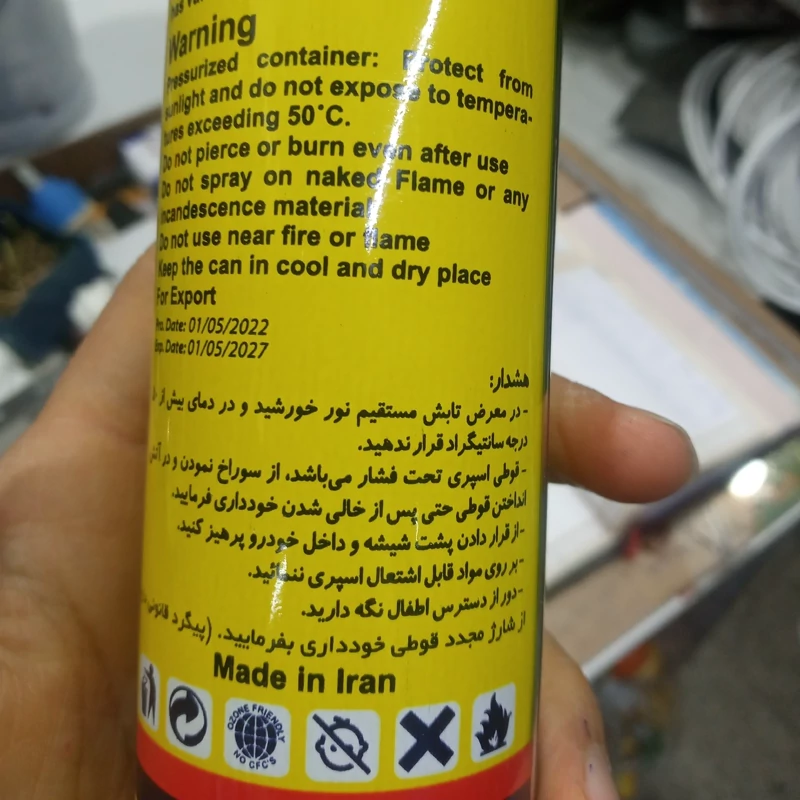 Warning
Pressurized container: Protect from
sunlight and do not expose to tempera-
tures exceeding 50°C.
Do not pierce or burn even after use
Do not spray on naked Flame or any
incandescence material
Do not use near fire or flame
Keep the can in cool and dry place
For Export
Pro. Date: 01/05/2022
Exp. Date: 01/05/2027
هشدار:
- در معرض تابش مستقیم نور خورشید و در دمای بیش از ۵۰
درجه سانتیگراد قرار ندهید.
- قوطی اسپری تحت فشار می‌باشد، از سوراخ نمودن و در آتش
انداختن قوطی حتی پس از خالی شدن خودداری فرمایید.
- از قرار دادن پشت شیشه و داخل خودرو پرهیز کنید.
- بر روی مواد قابل اشتعال اسپری ننمائید.
- دور از دسترس اطفال نگه دارید.
از شارژ مجدد قوطی خودداری بفرمایید. (پیگرد قانونی
Made in Iran
OZONE FRIENDLY
NO CFC'S